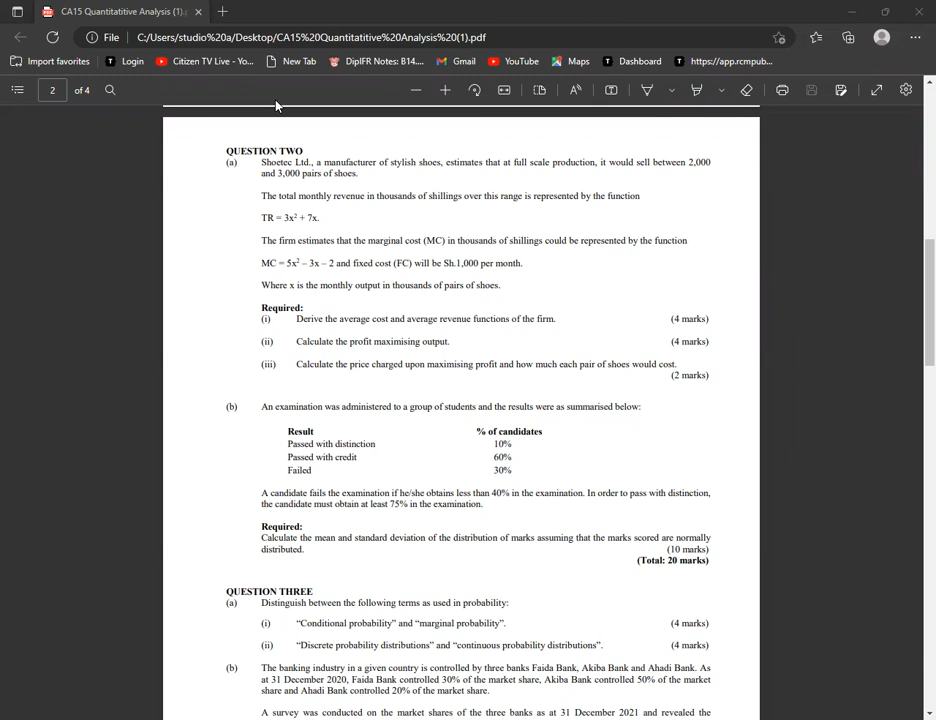 CA15 Quantitatitive Analysis (1).
File C:/Users/studio%20a/Desktop/CA15%20Quantitatitive%20Analysis%20(1).pdf
Import favorites Login Citizen TV Live - Yo... New Tab DipIFR Notes: B14.... Gmail YouTube Maps Dashboard https://app.rcmpub...
2 of 4
QUESTION TWO
(a) Shoetec Ltd., a manufacturer of stylish shoes, estimates that at full scale production, it would sell between 2,000
and 3,000 pairs of shoes.
The total monthly revenue in thousands of shillings over this range is represented by the function
TR = 3x² + 7x.
The firm estimates that the marginal cost (MC) in thousands of shillings could be represented by the function
MC = 5x² – 3x – 2 and fixed cost (FC) will be Sh.1,000 per month.
Where x is the monthly output in thousands of pairs of shoes.
Required:
(i) Derive the average cost and average revenue functions of the firm. (4 marks)
(ii) Calculate the profit maximising output. (4 marks)
(iii) Calculate the price charged upon maximising profit and how much each pair of shoes would cost.
(2 marks)
(b) An examination was administered to a group of students and the results were as summarised below:
Result % of candidates
Passed with distinction 10%
Passed with credit 60%
Failed 30%
A candidate fails the examination if he/she obtains less than 40% in the examination. In order to pass with distinction,
the candidate must obtain at least 75% in the examination.
Required:
Calculate the mean and standard deviation of the distribution of marks assuming that the marks scored are normally
distributed. (10 marks)
(Total: 20 marks)
QUESTION THREE
(a) Distinguish between the following terms as used in probability:
(i) “Conditional probability” and “marginal probability”. (4 marks)
(ii) “Discrete probability distributions” and “continuous probability distributions”. (4 marks)
(b) The banking industry in a given country is controlled by three banks Faida Bank, Akiba Bank and Ahadi Bank. As
at 31 December 2020, Faida Bank controlled 30% of the market share, Akiba Bank controlled 50% of the market
share and Ahadi Bank controlled 20% of the market share.
A survey was conducted on the market shares of the three banks as at 31 December 2021 and revealed the